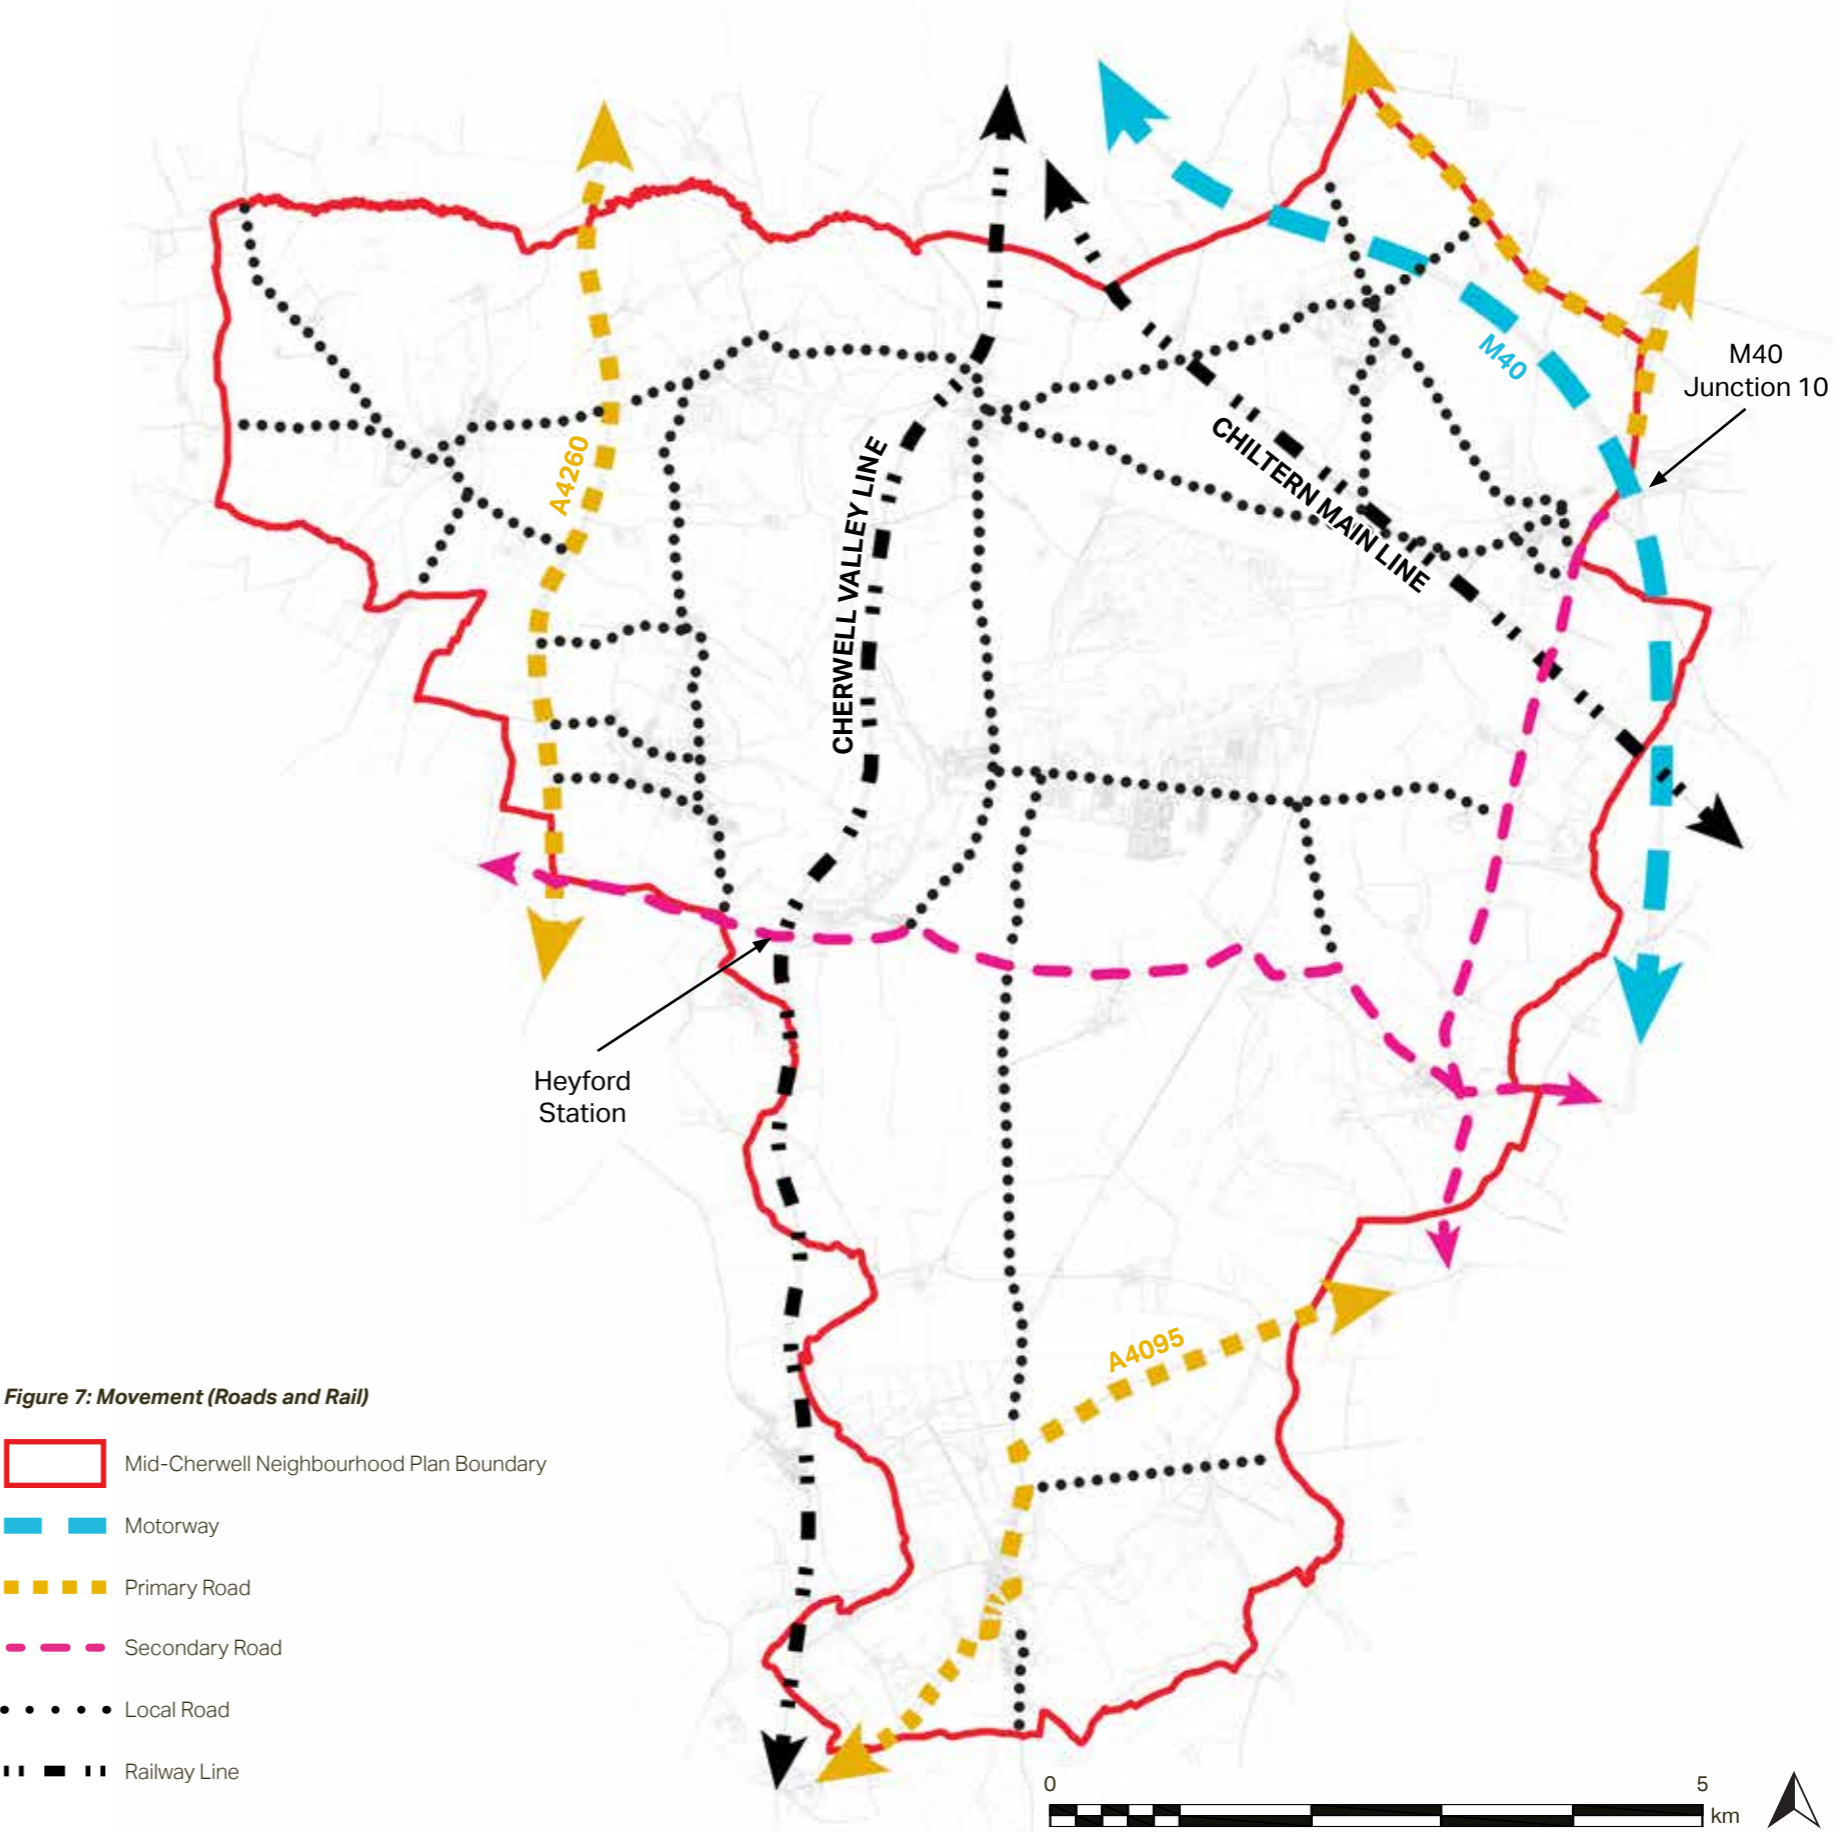 M40
M40
Junction 10
A4260
CHERWELL VALLEY LINE
CHILTERN MAIN LINE
Heyford
Station
A4095
Figure 7: Movement (Roads and Rail)
Mid-Cherwell Neighbourhood Plan Boundary
Motorway
Primary Road
Secondary Road
Local Road
Railway Line
0 5
km